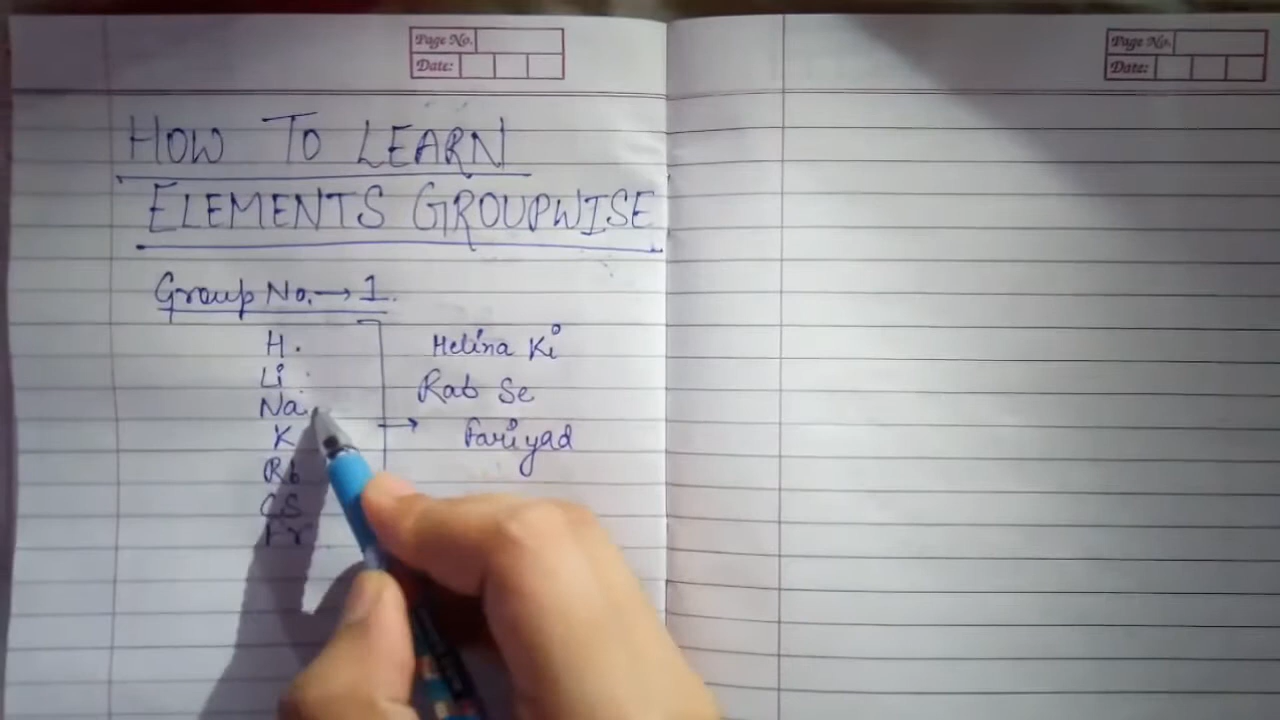 Page No.
Date:
Page No.
Date:
HOW TO LEARN
ELEMENTS GROUPWISE
Group No. → 1.
H.
Li
Na
K
Rb
CS
Fr
Helina Ki
Rab Se
Fariyad